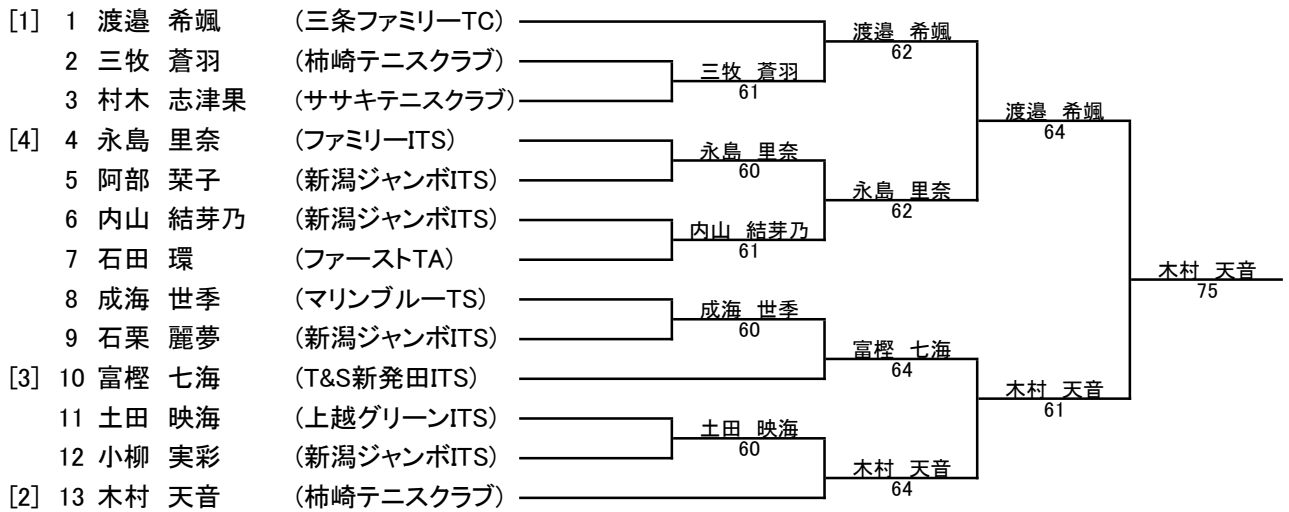 [1] 1 渡邉 希颯 (三条ファミリーTC)
2 三牧 蒼羽 (柿崎テニスクラブ)
3 村木 志津果 (ササキテニスクラブ)
[4] 4 永島 里奈 (ファミリーITS)
5 阿部 栞子 (新潟ジャンボITS)
6 内山 結芽乃 (新潟ジャンボITS)
7 石田 環 (ファーストTA)
8 成海 世季 (マリンブルーTS)
9 石栗 麗夢 (新潟ジャンボITS)
[3] 10 富樫 七海 (T&S新発田ITS)
11 土田 映海 (上越グリーンITS)
12 小柳 実彩 (新潟ジャンボITS)
[2] 13 木村 天音 (柿崎テニスクラブ)
三牧 蒼羽
61
永島 里奈
60
内山 結芽乃
61
成海 世季
60
土田 映海
60
渡邉 希颯
62
永島 里奈
62
富樫 七海
64
木村 天音
64
渡邉 希颯
64
木村 天音
61
木村 天音
75